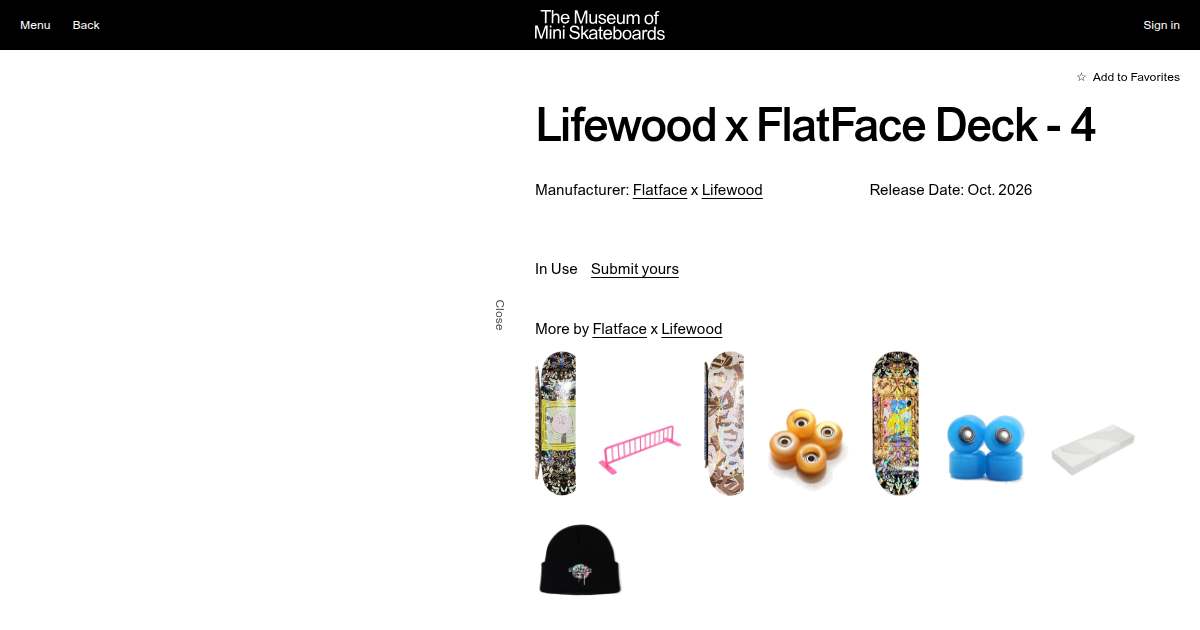 Menu
Back
The Museum of
Mini Skateboards
Sign in
☆ Add to Favorites
Lifewood x FlatFace Deck - 4
Manufacturer: Flatface x Lifewood
Release Date: Oct. 2026
In Use Submit yours
Close
More by Flatface x Lifewood